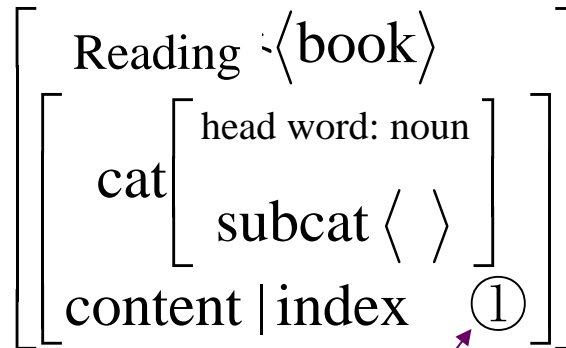 Reading ⟨book⟩
head word: noun
cat
subcat ⟨ ⟩
content | index ①